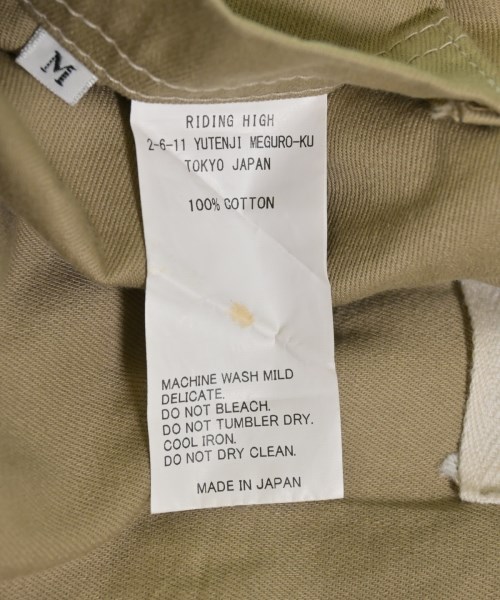 M
RIDING HIGH
2-6-11 YUTENJI MEGURO-KU
TOKYO JAPAN
100% COTTON
MACHINE WASH MILD
DELICATE.
DO NOT BLEACH.
DO NOT TUMBLER DRY.
COOL IRON.
DO NOT DRY CLEAN.
MADE IN JAPAN